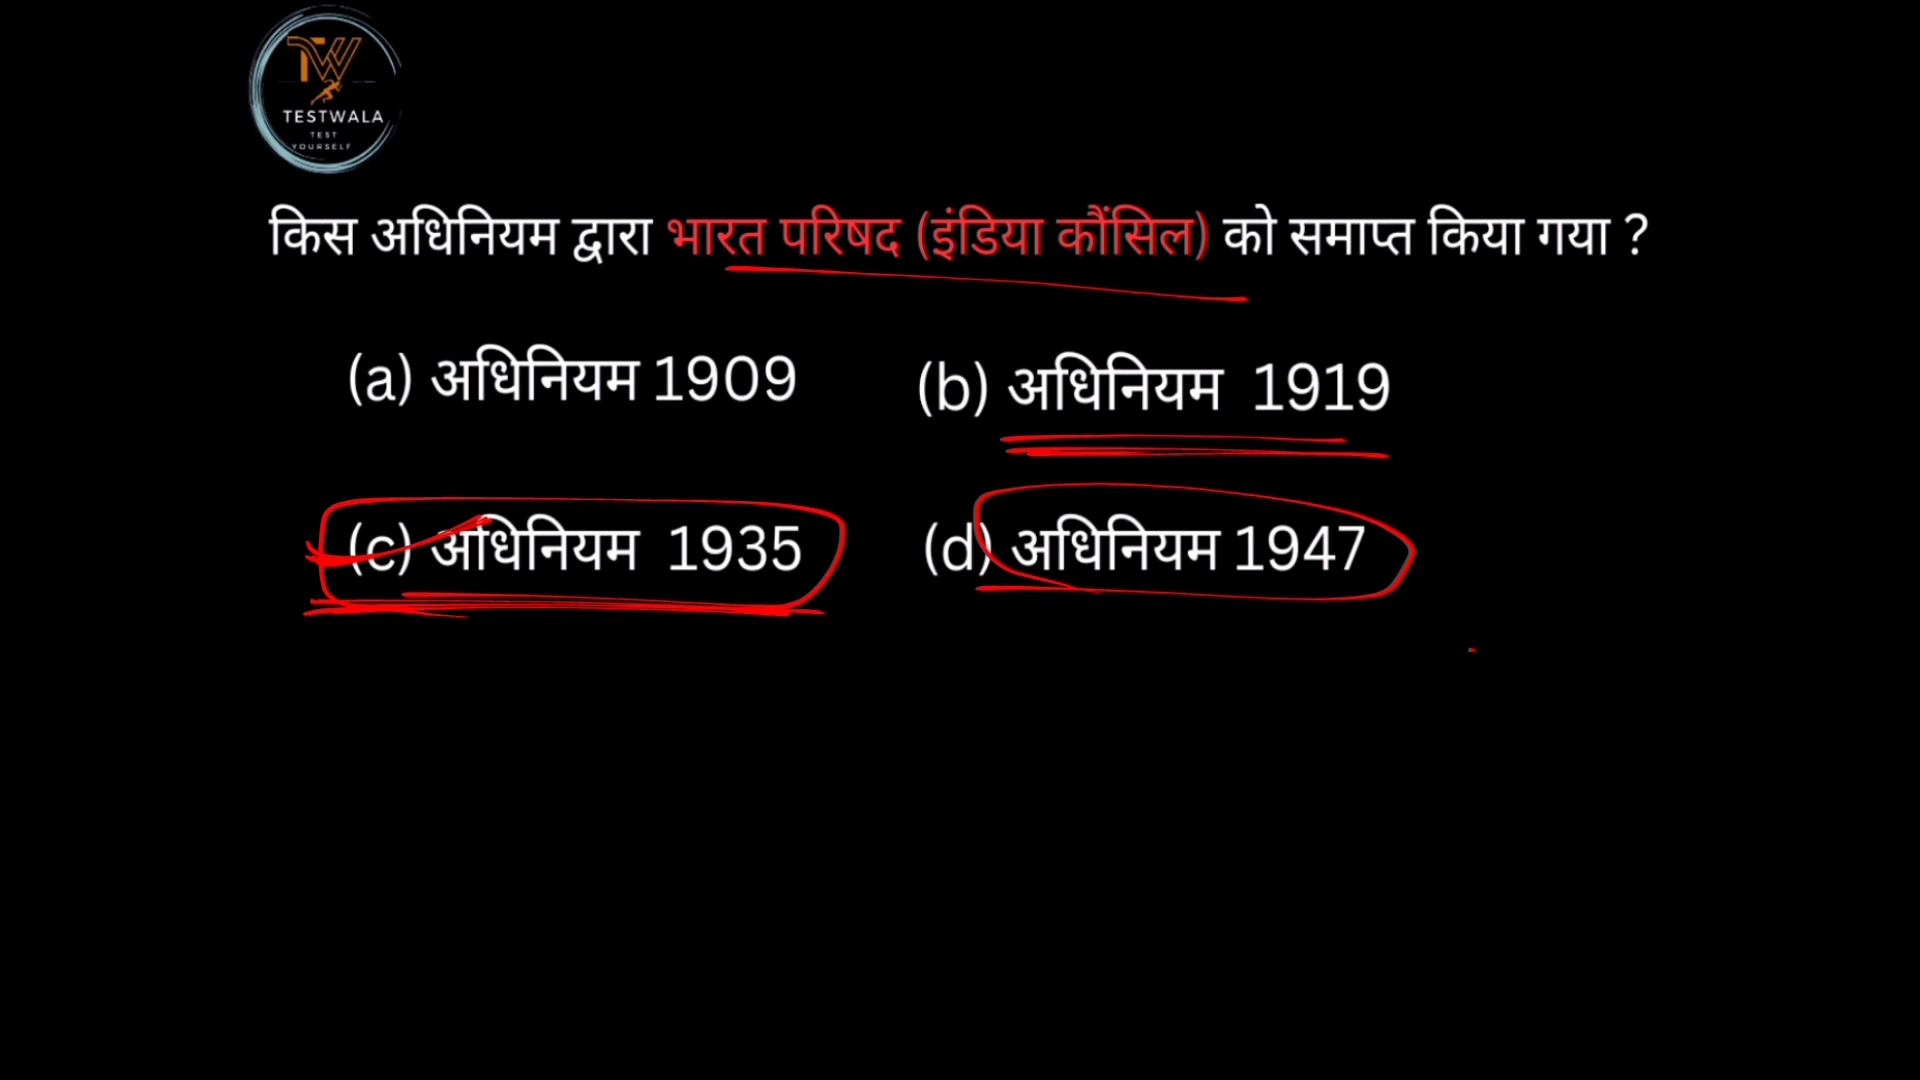 TW
TESTWALA
TEST
YOURSELF
किस अधिनियम द्वारा भारत परिषद (इंडिया कौंसिल) को समाप्त किया गया ?
(a) अधिनियम 1909 (b) अधिनियम 1919
(c) अधिनियम 1935 (d) अधिनियम 1947